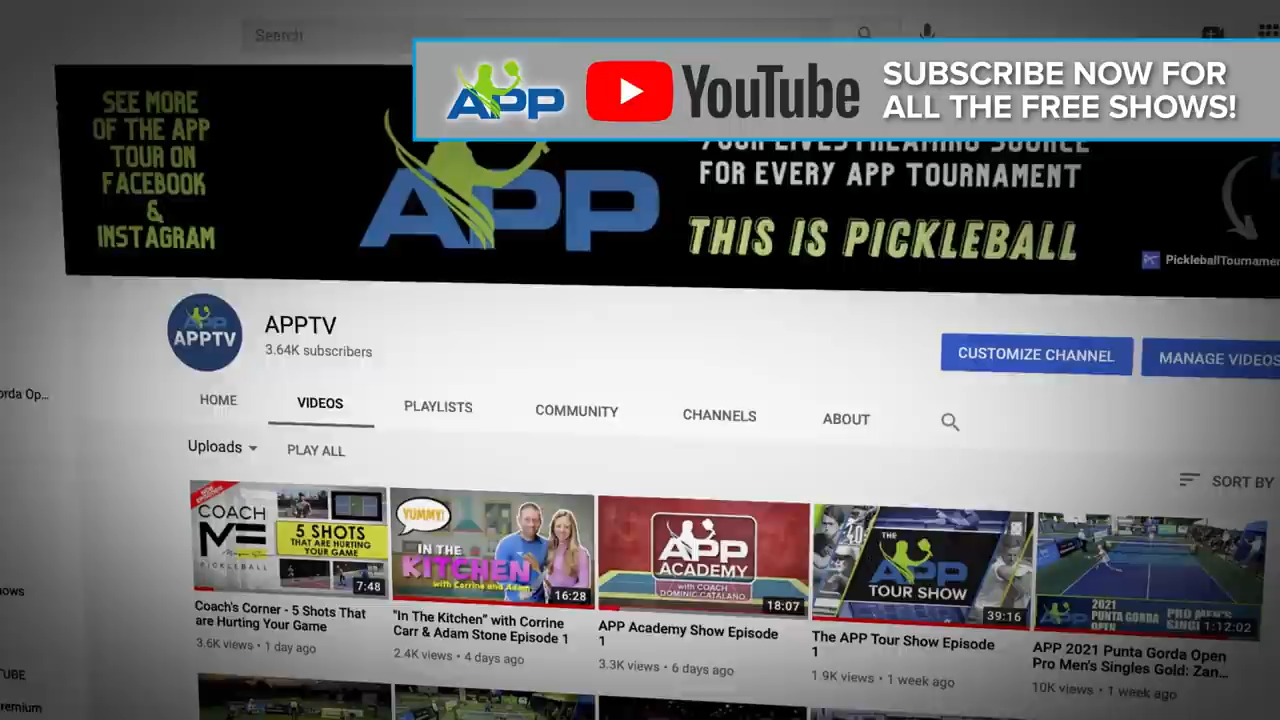 Search
APP YouTube
SUBSCRIBE NOW FOR
ALL THE FREE SHOWS!
SEE MORE
OF THE APP
TOUR ON
FACEBOOK
&
INSTAGRAM
APP
YOUR LIVESTREAMING SOURCE
FOR EVERY APP TOURNAMENT
THIS IS PICKLEBALL
APP
APPTV
APPTV
3.64K subscribers
CUSTOMIZE CHANNEL
MANAGE VIDEOS
HOME
VIDEOS
PLAYLISTS
COMMUNITY
CHANNELS
ABOUT
Uploads
PLAY ALL
SORT BY
COACH
ME
PICKLEBALL
5 SHOTS
THAT ARE HURTING
YOUR GAME
7:48
Coach's Corner - 5 Shots That
are Hurting Your Game
3.6K views • 1 day ago
YUMMY!
IN THE
KITCHEN
with Corrine and Adam
16:28
"In The Kitchen" with Corrine
Carr & Adam Stone Episode 1
2.4K views • 4 days ago
APP
ACADEMY
with COACH
DOMINIC CATALANO
18:07
APP Academy Show Episode
1
3.3K views • 6 days ago
THE
APP
TOUR SHOW
39:16
The APP Tour Show Episode
1
1.9K views • 1 week ago
APP
2021
PUNTA GORDA
OPEN
PRO MEN'S
1:12:02
APP 2021 Punta Gorda Open
Pro Men's Singles Gold: Zan...
10K views • 1 week ago